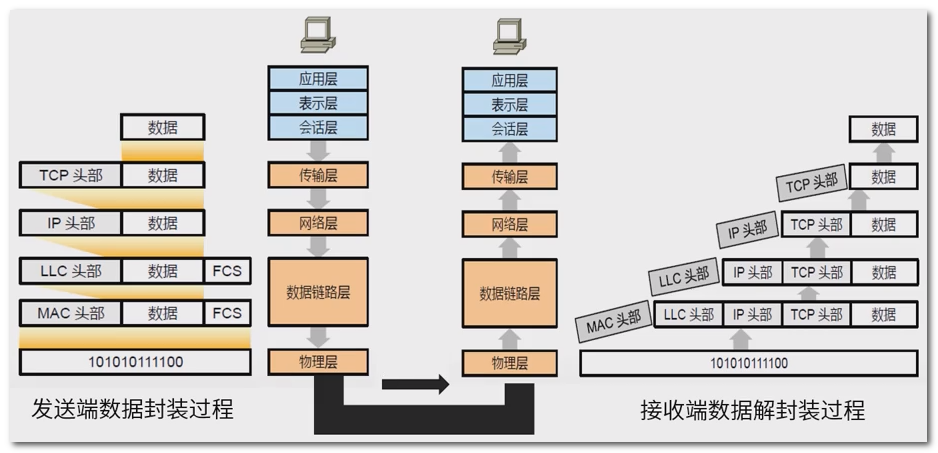 应用层
表示层
会话层
传输层
网络层
数据链路层
物理层
应用层
表示层
会话层
传输层
网络层
数据链路层
物理层
数据
TCP 头部 数据
IP 头部 数据
LLC 头部 数据 FCS
MAC 头部 数据 FCS
101010111100
发送端数据封装过程
数据
TCP 头部 数据
IP 头部 TCP 头部 数据
LLC 头部 IP 头部 TCP 头部 数据
MAC 头部 LLC 头部 IP 头部 TCP 头部 数据
101010111100
接收端数据解封装过程